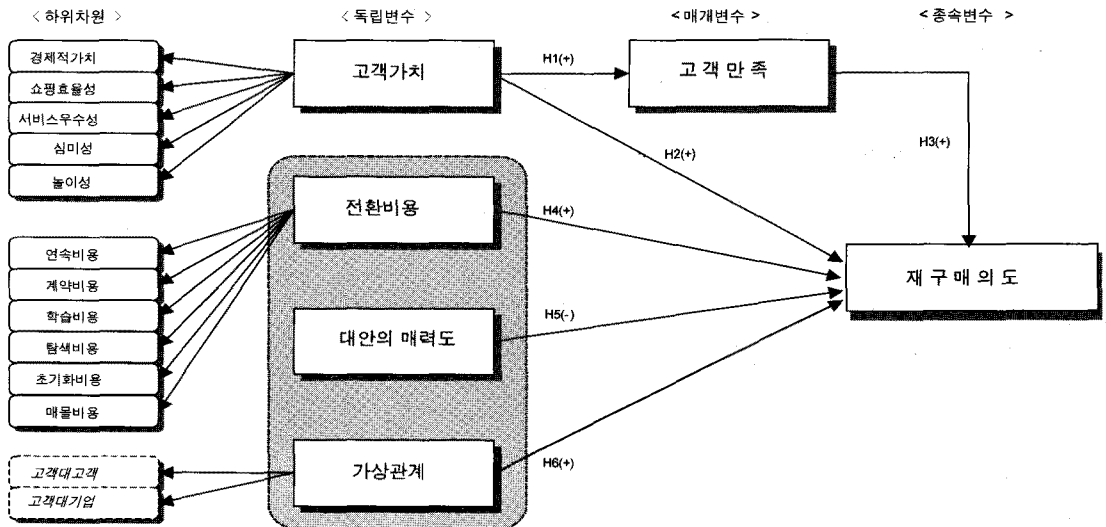 < 하위차원 >
< 독립변수 >
< 매개변수 >
< 종속변수 >
경제적가치
쇼핑효율성
서비스우수성
심미성
놀이성
고객가치
H1(+)
고 객 만 족
H2(+)
H3(+)
연속비용
계약비용
학습비용
탐색비용
초기화비용
매몰비용
전환비용
H4(+)
재 구 매 의 도
대안의 매력도
H5(-)
고객대고객
고객대기업
가상관계
H6(+)